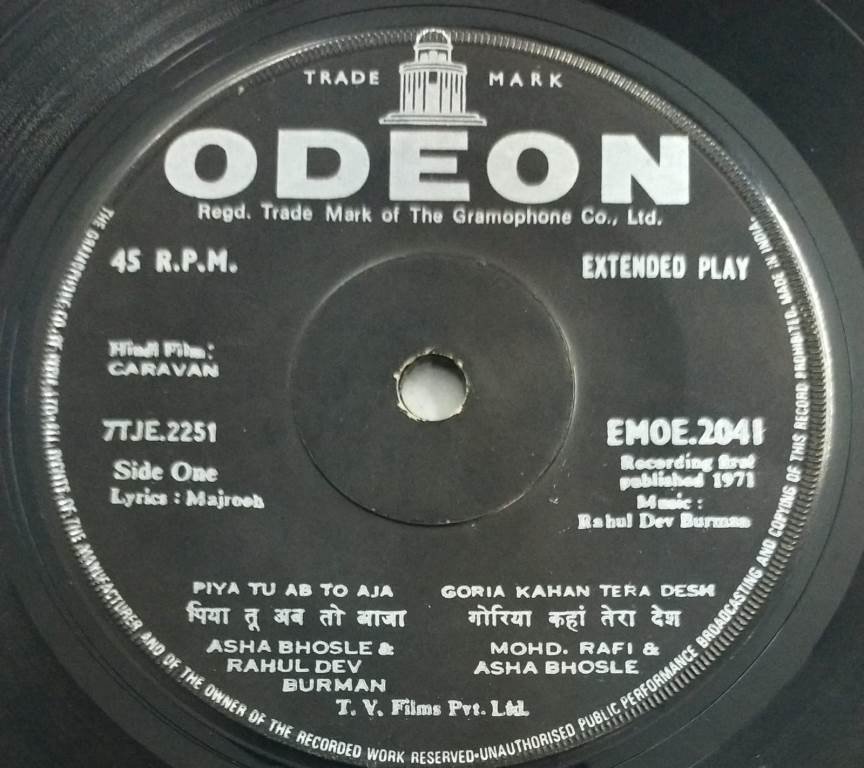 TRADE MARK
ODEON
Regd. Trade Mark of The Gramophone Co., Ltd.
45 R.P.M.
EXTENDED PLAY
Hindi Film:
CARAVAN
7TJE.2251
Side One
Lyrics : Majrooh
EMOE.2041
Recording first
published 1971
Music :
Rahul Dev Burman
PIYA TU AB TO AJA
पिया तू अब तो आजा
ASHA BHOSLE &
RAHUL DEV
BURMAN
GORIA KAHAN TERA DESH
गोरिया कहां तेरा देश
MOHD. RAFI &
ASHA BHOSLE
T. V. Films Pvt. Ltd.
THE GRAMOPHONE CO. OF INDIA LTD. ALL RIGHTS OF THE MANUFACTURER AND OF THE OWNER OF THE RECORDED WORK RESERVED-UNAUTHORISED PUBLIC PERFORMANCE BROADCASTING AND COPYING OF THIS RECORD PROHIBITED. MADE IN INDIA